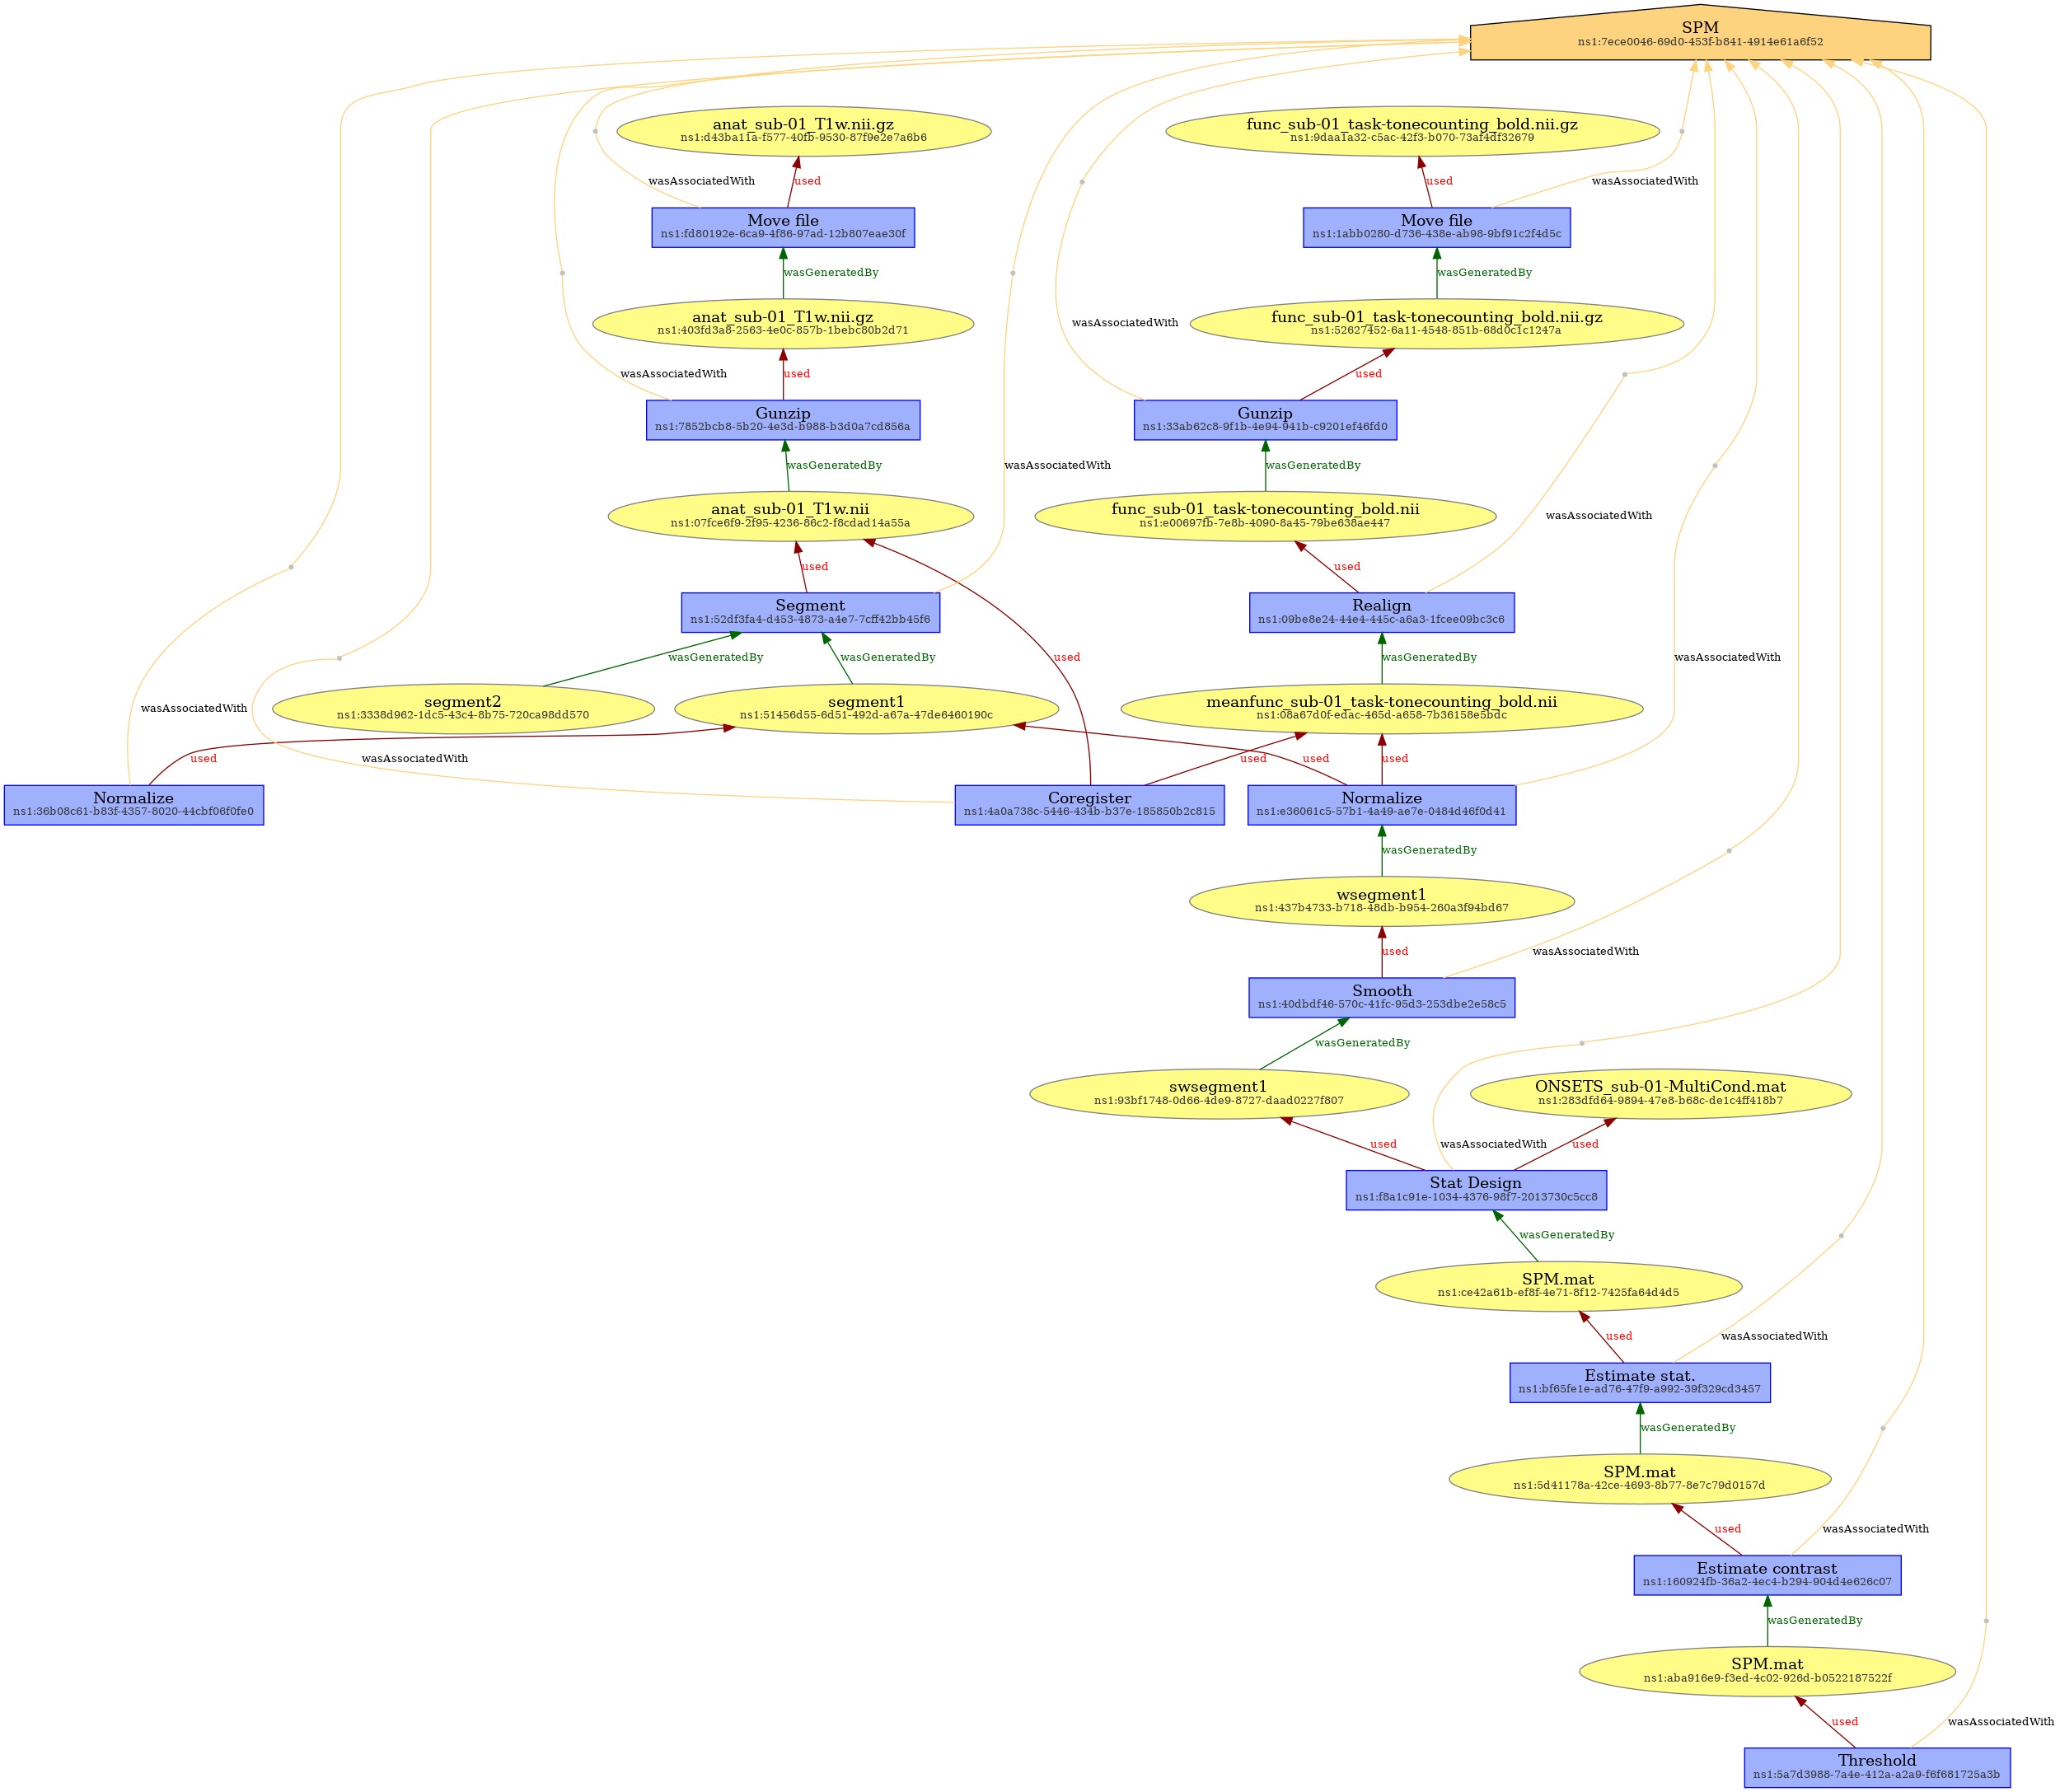 SPM
ns1:7ece0046-69d0-453f-b841-4914e61a6f52
anat_sub-01_T1w.nii.gz
ns1:d43ba11a-f577-40fb-9530-87f9e2e7a6b6
func_sub-01_task-tonecounting_bold.nii.gz
ns1:9daa1a32-c5ac-42f3-b070-73af4df32679
wasAssociatedWith
used
used
wasAssociatedWith
Move file
ns1:fd80192e-6ca9-4f86-97ad-12b807eae30f
Move file
ns1:1abb0280-d736-438e-ab98-9bf91c2f4d5c
wasGeneratedBy
wasGeneratedBy
anat_sub-01_T1w.nii.gz
ns1:403fd3a8-2563-4e0c-857b-1bebc80b2d71
wasAssociatedWith
func_sub-01_task-tonecounting_bold.nii.gz
ns1:52627452-6a11-4548-851b-68d0c1c1247a
wasAssociatedWith
used
used
Gunzip
ns1:7852bcb8-5b20-4e3d-b988-b3d0a7cd856a
Gunzip
ns1:33ab62c8-9f1b-4e94-941b-c9201ef46fd0
wasGeneratedBy
wasAssociatedWith
wasGeneratedBy
anat_sub-01_T1w.nii
ns1:07fce6f9-2f95-4236-86c2-f8cdad14a55a
func_sub-01_task-tonecounting_bold.nii
ns1:e00697fb-7e8b-4090-8a45-79be638ae447
wasAssociatedWith
used
used
Segment
ns1:52df3fa4-d453-4873-a4e7-7cff42bb45f6
Realign
ns1:09be8e24-44e4-445c-a6a3-1fcee09bc3c6
wasGeneratedBy
wasGeneratedBy
used
wasGeneratedBy
wasAssociatedWith
wasAssociatedWith
segment2
ns1:3338d962-1dc5-43c4-8b75-720ca98dd570
segment1
ns1:51456d55-6d51-492d-a67a-47de6460190c
meanfunc_sub-01_task-tonecounting_bold.nii
ns1:08a67d0f-edac-465d-a658-7b36158e5bdc
used
wasAssociatedWith
used
used
used
Normalize
ns1:36b08c61-b83f-4357-8020-44cbf06f0fe0
Coregister
ns1:4a0a738c-5446-434b-b37e-185850b2c815
Normalize
ns1:e36061c5-57b1-4a49-ae7e-0484d46f0d41
wasGeneratedBy
wsegment1
ns1:437b4733-b718-48db-b954-260a3f94bd67
used
wasAssociatedWith
Smooth
ns1:40dbdf46-570c-41fc-95d3-253dbe2e58c5
wasGeneratedBy
swsegment1
ns1:93bf1748-0d66-4de9-8727-daad0227f807
ONSETS_sub-01-MultiCond.mat
ns1:283dfd64-9894-47e8-b68c-de1c4ff418b7
used
wasAssociatedWith
used
Stat Design
ns1:f8a1c91e-1034-4376-98f7-2013730c5cc8
wasGeneratedBy
SPM.mat
ns1:ce42a61b-ef8f-4e71-8f12-7425fa64d4d5
used
wasAssociatedWith
Estimate stat.
ns1:bf65fe1e-ad76-47f9-a992-39f329cd3457
wasGeneratedBy
SPM.mat
ns1:5d41178a-42ce-4693-8b77-8e7c79d0157d
used
wasAssociatedWith
Estimate contrast
ns1:160924fb-36a2-4ec4-b294-904d4e626c07
wasGeneratedBy
SPM.mat
ns1:aba916e9-f3ed-4c02-926d-b0522187522f
used
wasAssociatedWith
Threshold
ns1:5a7d3988-7a4e-412a-a2a9-f6f681725a3b